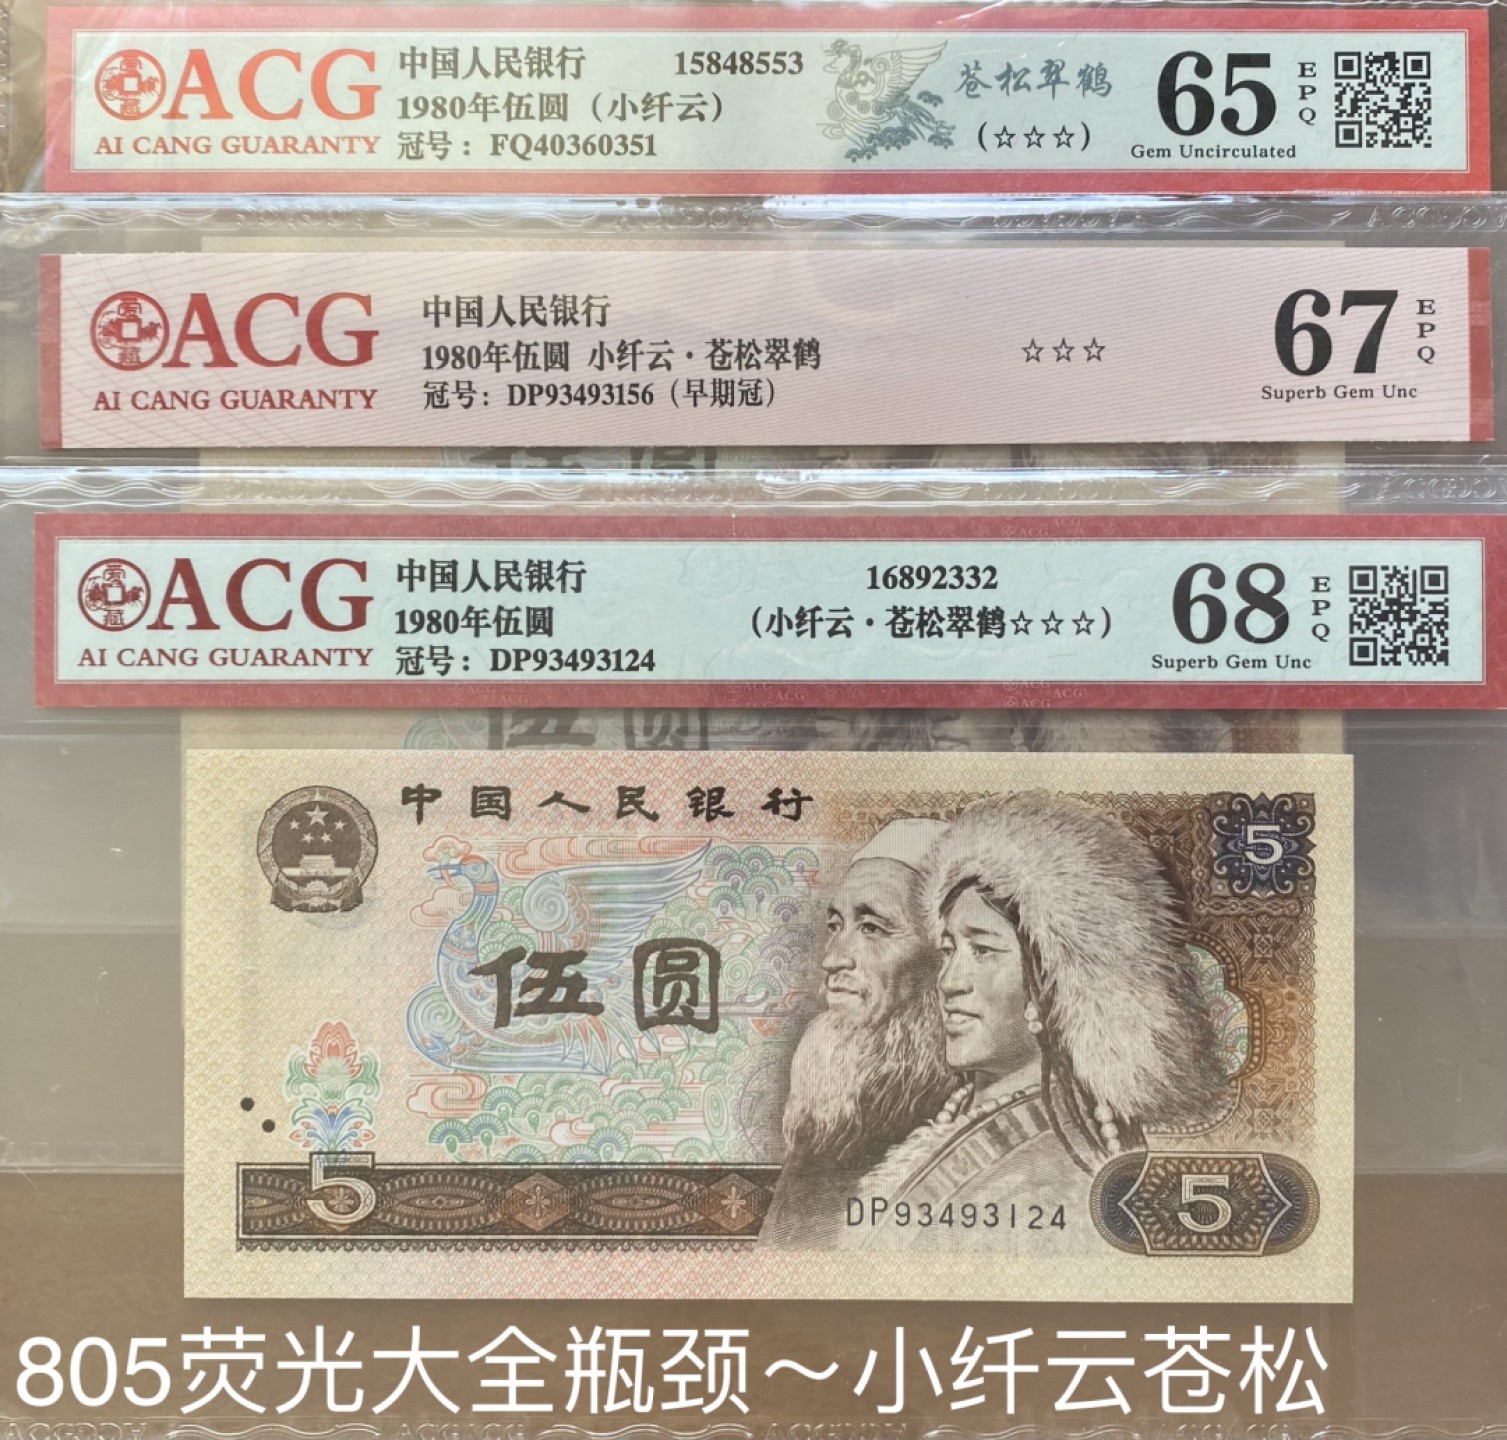 ACG
AI CANG GUARANTY
中国人民银行 15848553
1980年伍圆（小纤云）
冠号：FQ40360351
苍松翠鹤
(☆☆☆)
65
EPQ
Gem Uncirculated
ACG
AI CANG GUARANTY
中国人民银行
1980年伍圆 小纤云·苍松翠鹤
冠号：DP93493156（早期冠）
☆☆☆
67
EPQ
Superb Gem Unc
ACG
AI CANG GUARANTY
中国人民银行 16892332
1980年伍圆 （小纤云·苍松翠鹤☆☆☆）
冠号：DP93493124
68
EPQ
Superb Gem Unc
中国人民银行
5
伍圆
5
DP93493124
5
805荧光大全瓶颈～小纤云苍松